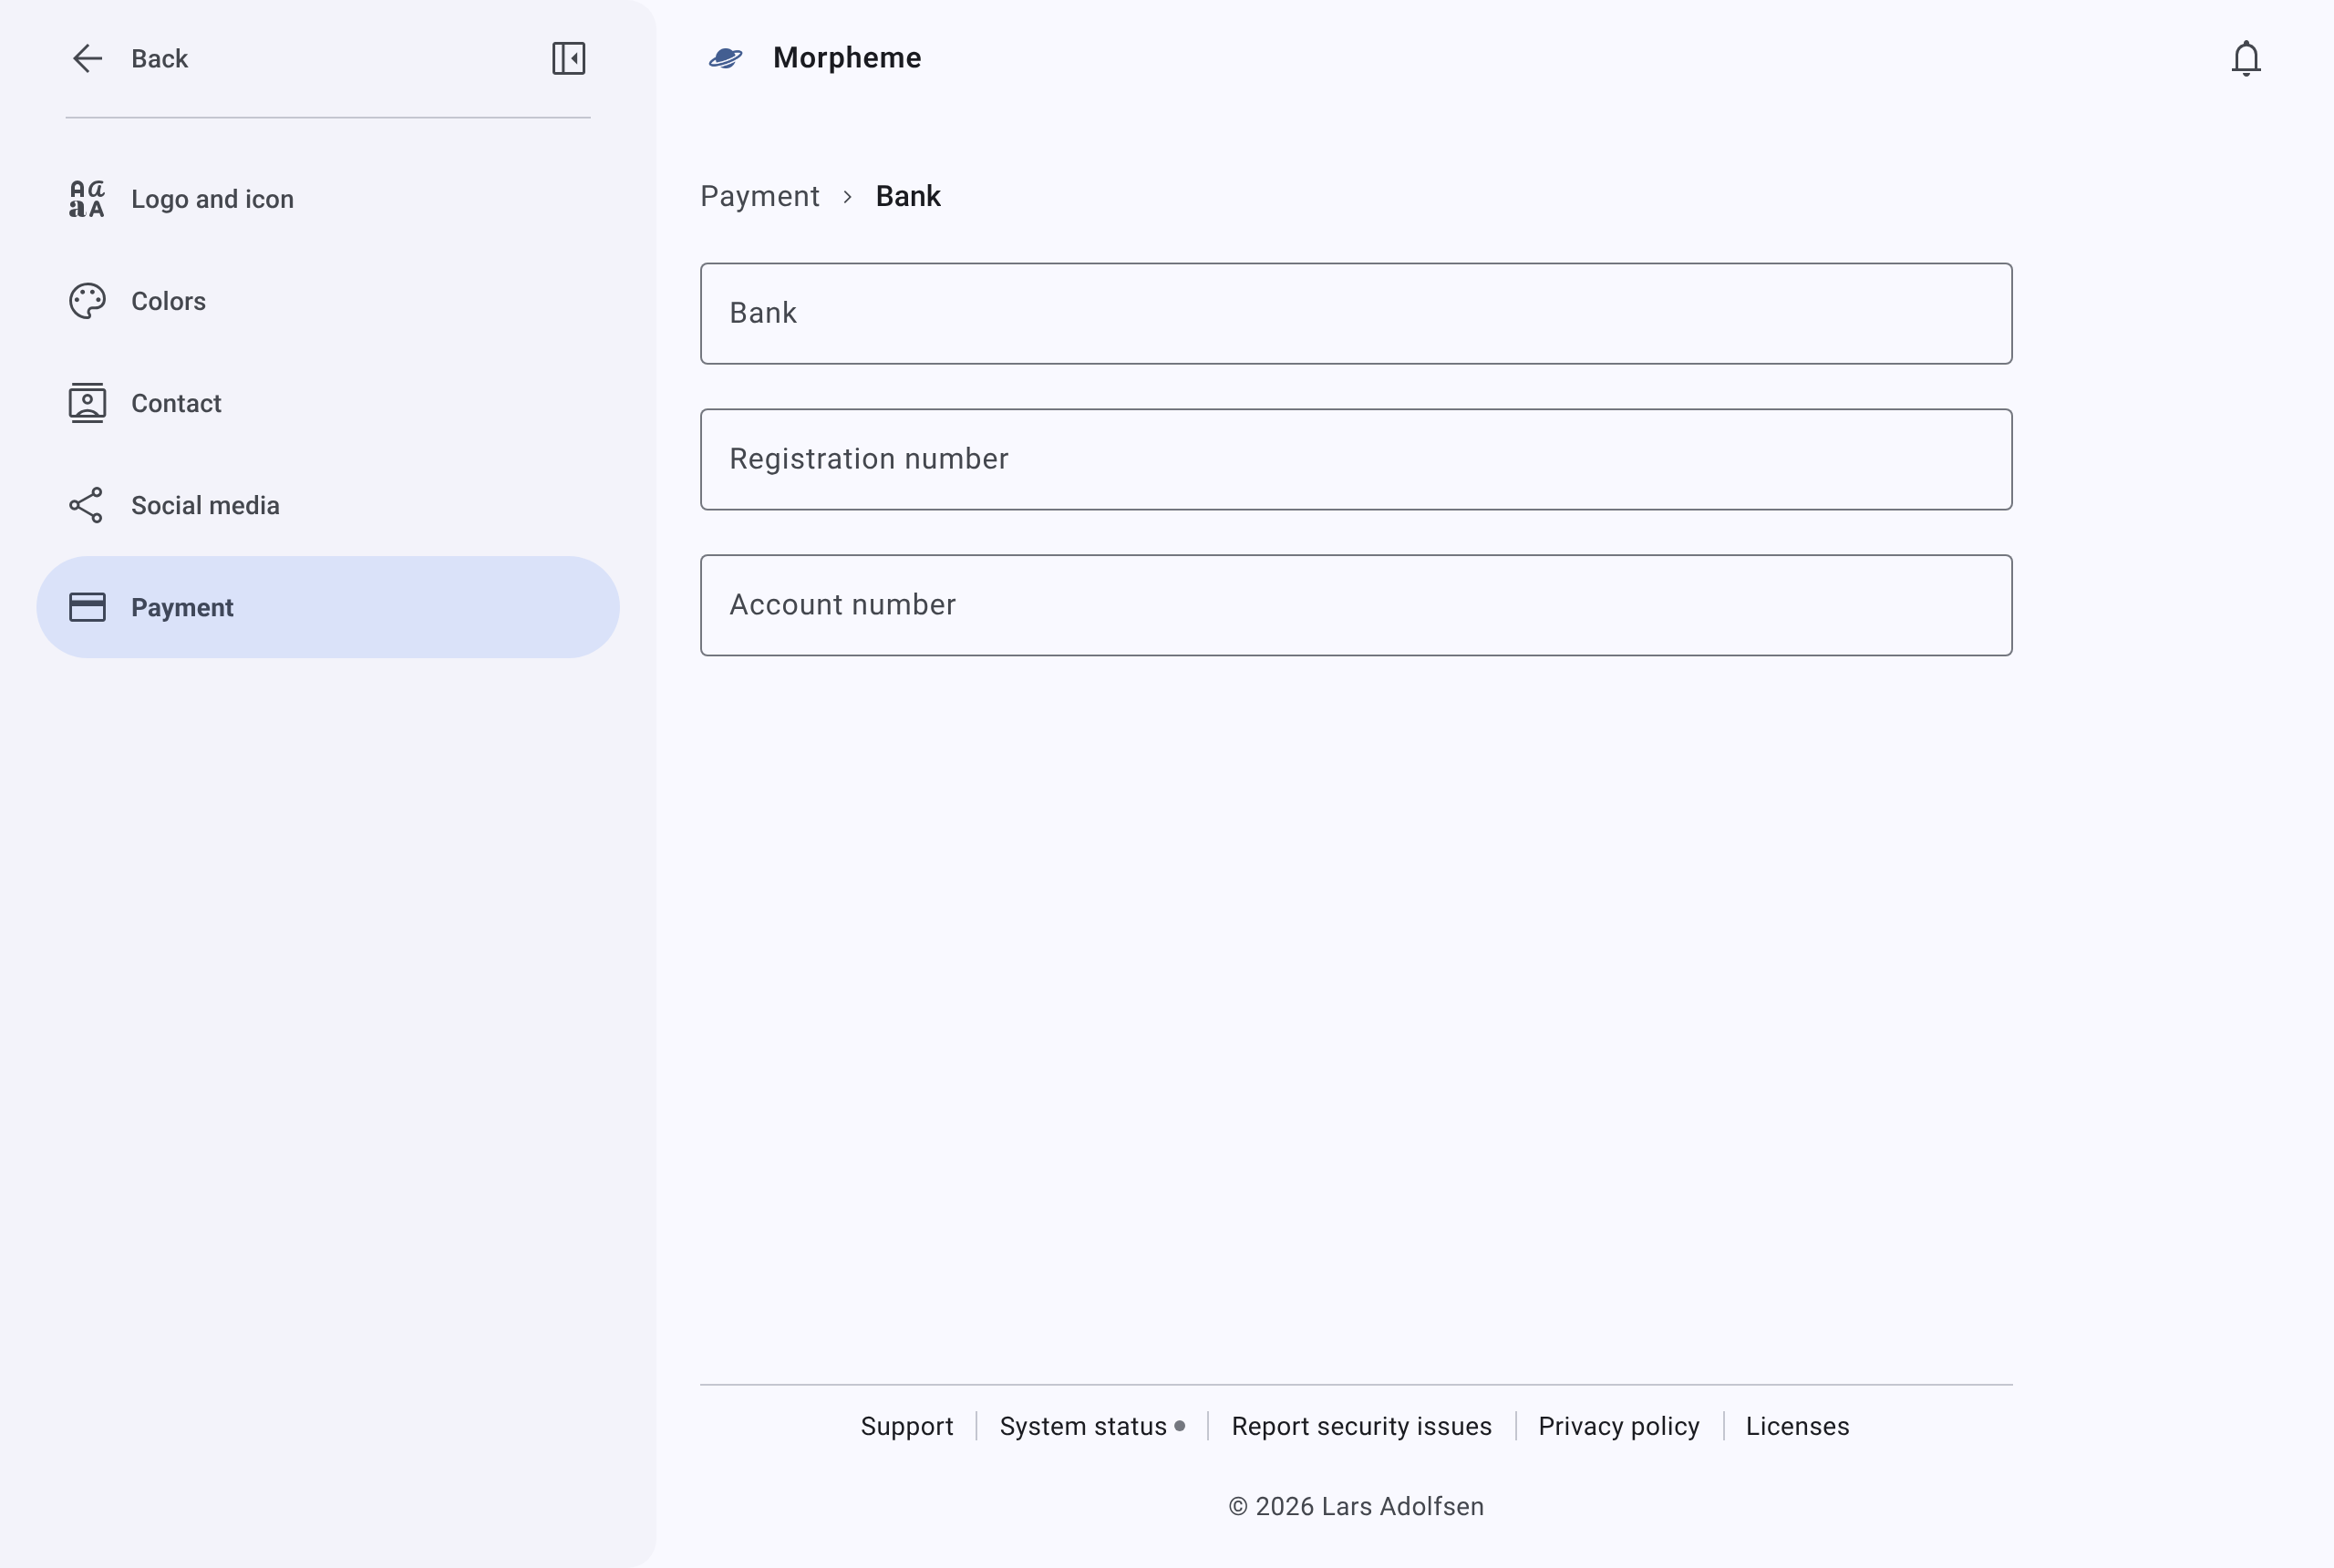 Back
Logo and icon
Colors
Contact
Social media
Payment
Morpheme
Payment > Bank
Bank
Registration number
Account number
Support | System status | Report security issues | Privacy policy | Licenses
© 2026 Lars Adolfsen